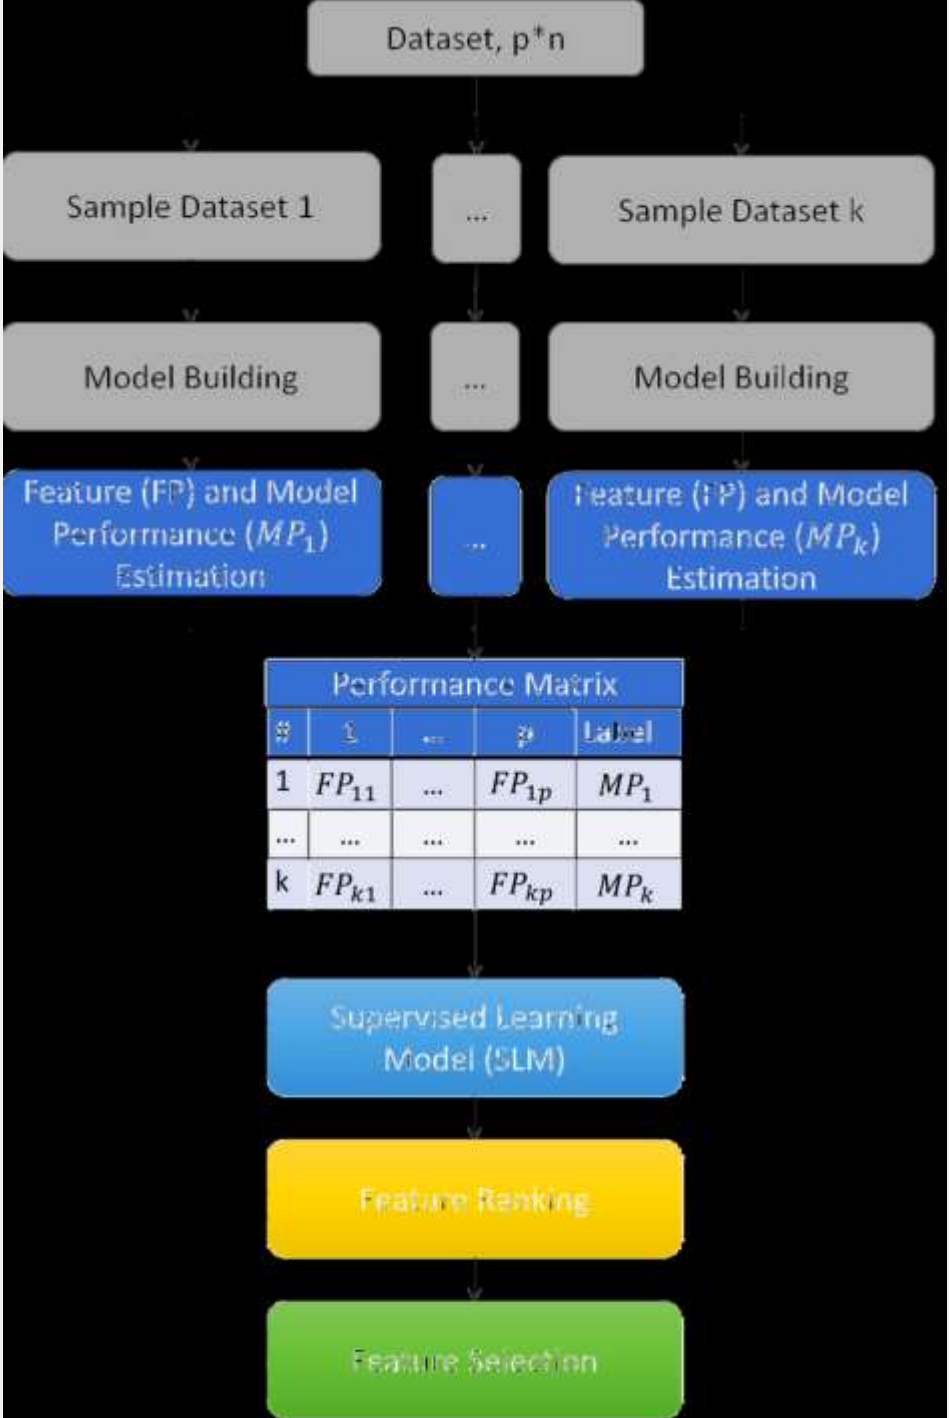 Dataset, p*n
Sample Dataset 1
...
Sample Dataset k
Model Building
...
Model Building
Feature (FP) and Model
Performance (MP₁)
Estimation
...
Feature (FP) and Model
Performance (MPₖ)
Estimation
Performance Matrix
# 1 ... p Label
1 FP₁₁ ... FP₁ₚ MP₁
... ... ... ... ...
k FPₖ₁ ... FPₖₚ MPₖ
Supervised Learning
Model (SLM)
Feature Ranking
Feature Selection